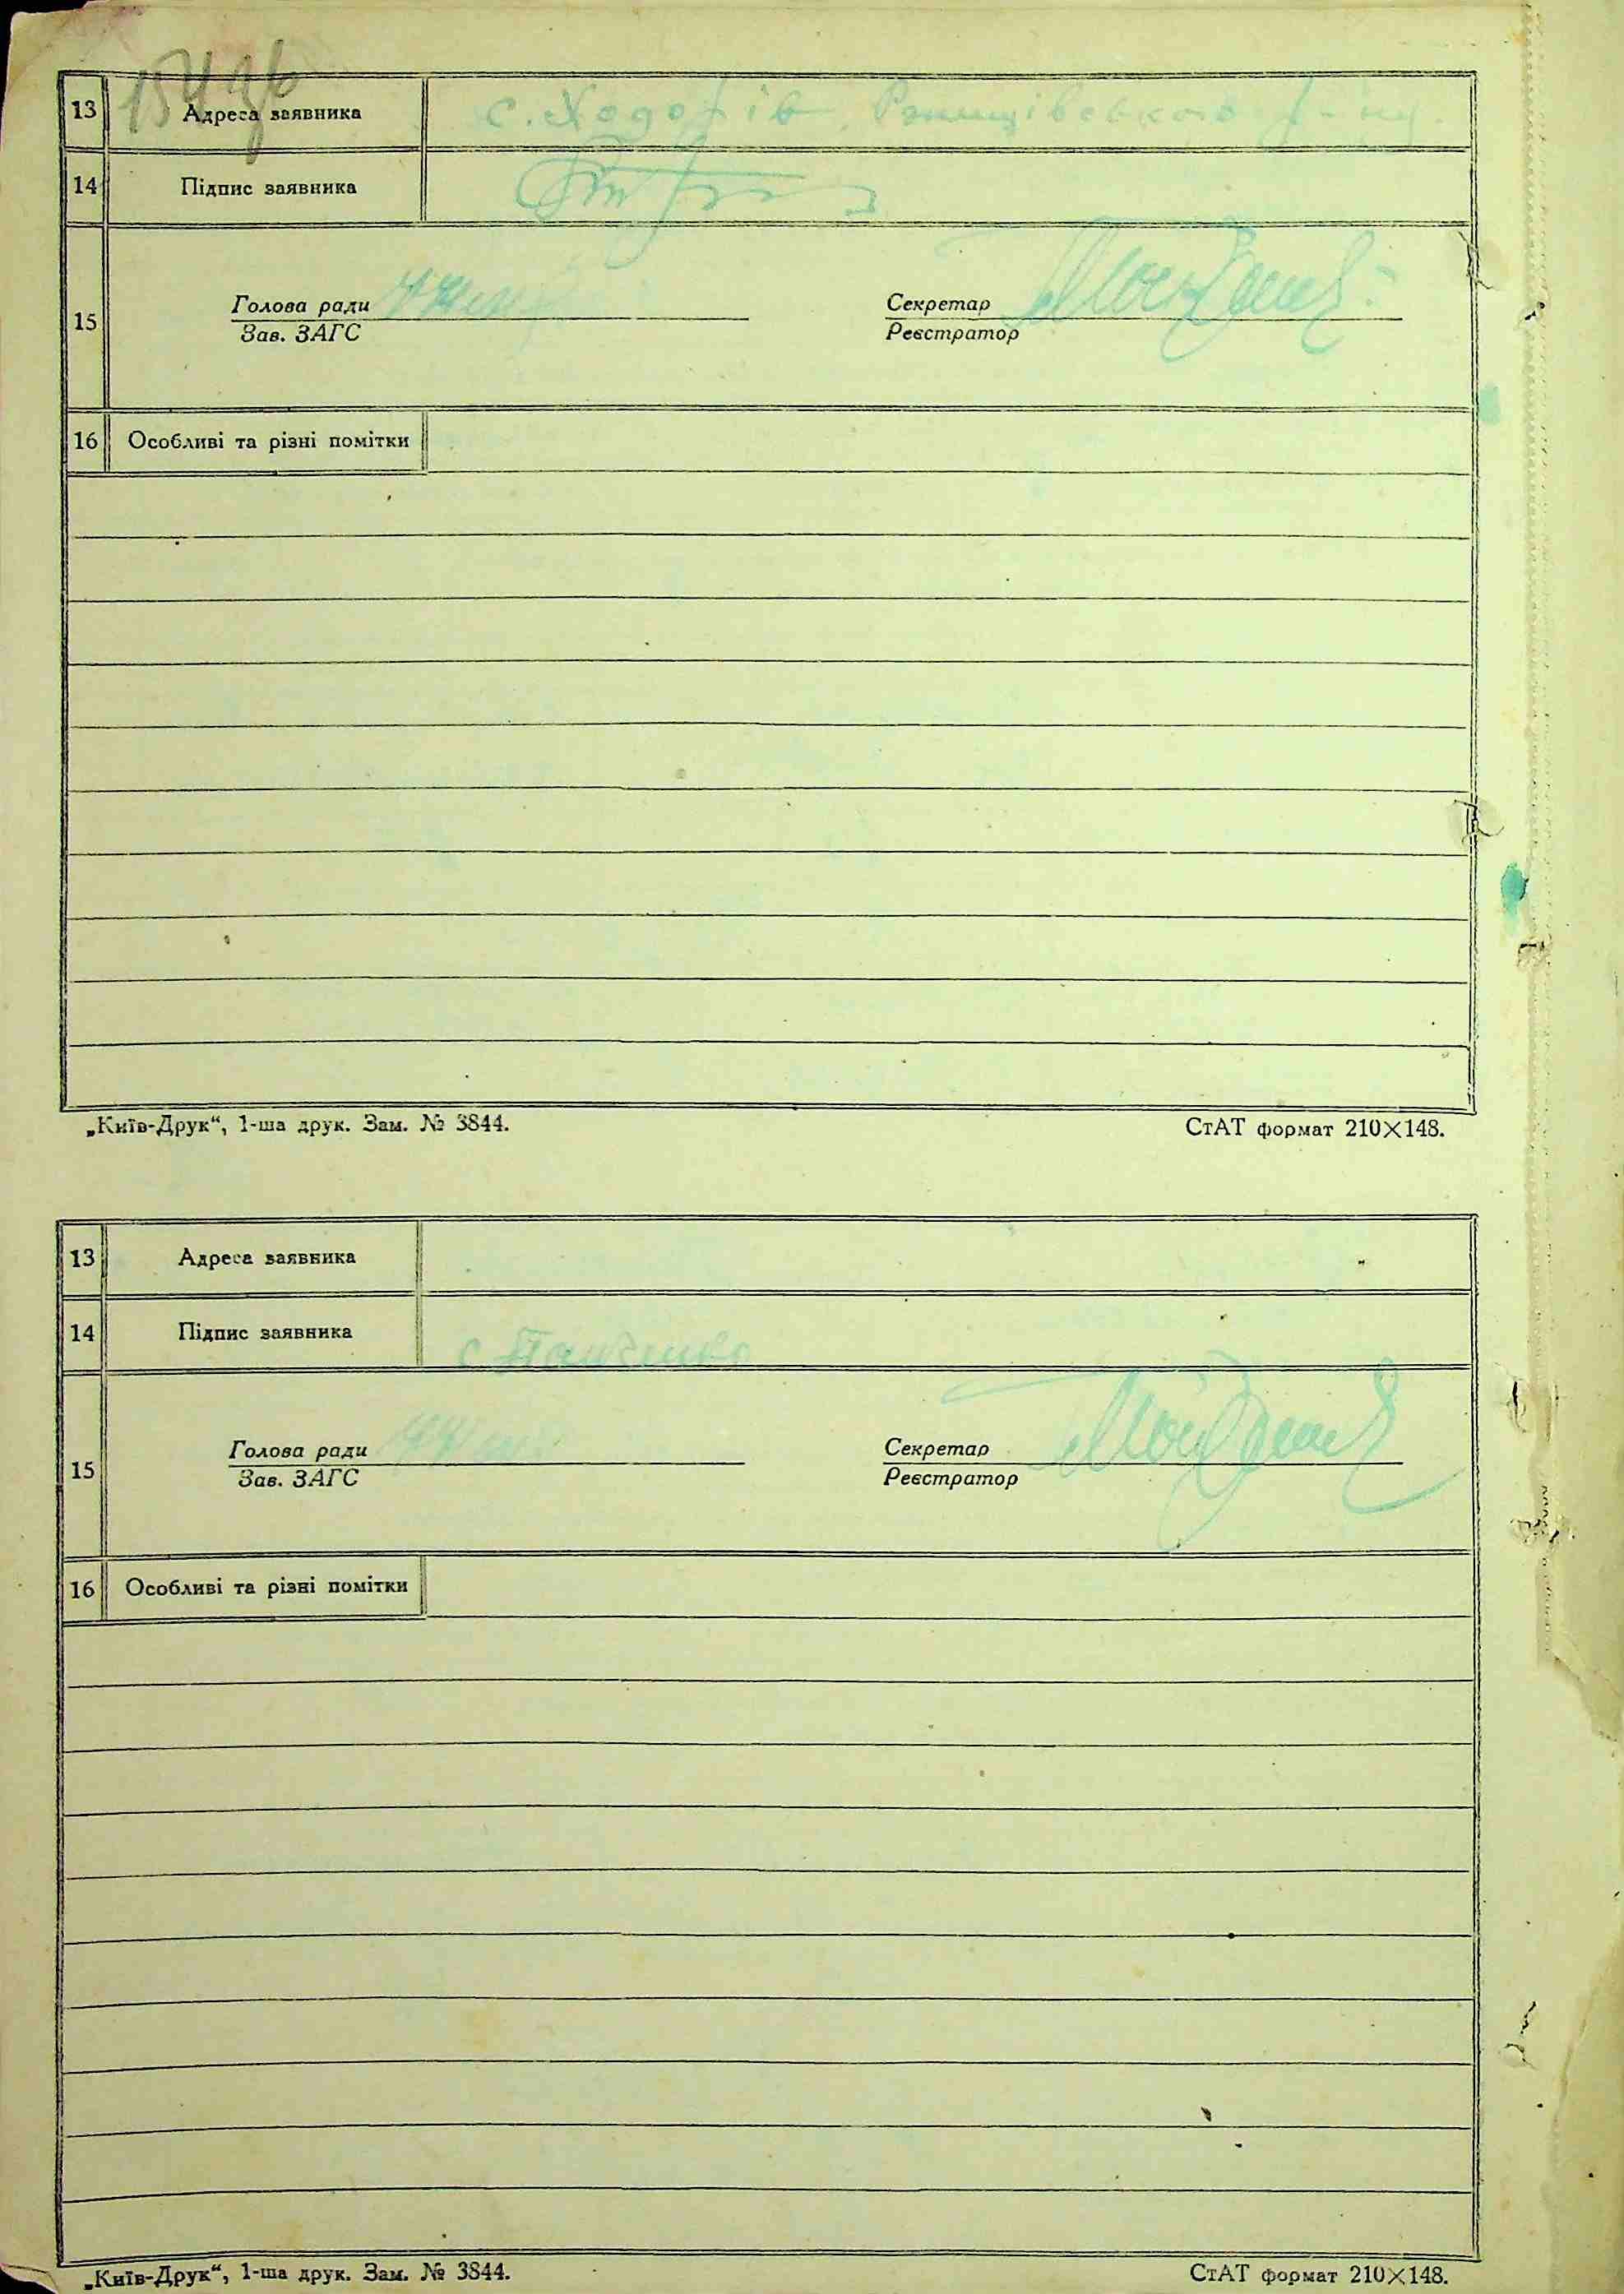 13 Адреса заявника с. Ходорів, Ржищівського р-ну.
14 Підпис заявника
Голова ради Секретар
15
Зав. ЗАГС Реєстратор
16 Особливі та різні помітки
„Київ-Друк“, 1-ша друк. Зам. № 3844. СтАТ формат 210×148.
13 Адреса заявника
14 Підпис заявника
Голова ради Секретар
15
Зав. ЗАГС Реєстратор
16 Особливі та різні помітки
„Київ-Друк“, 1-ша друк. Зам. № 3844. СтАТ формат 210×148.